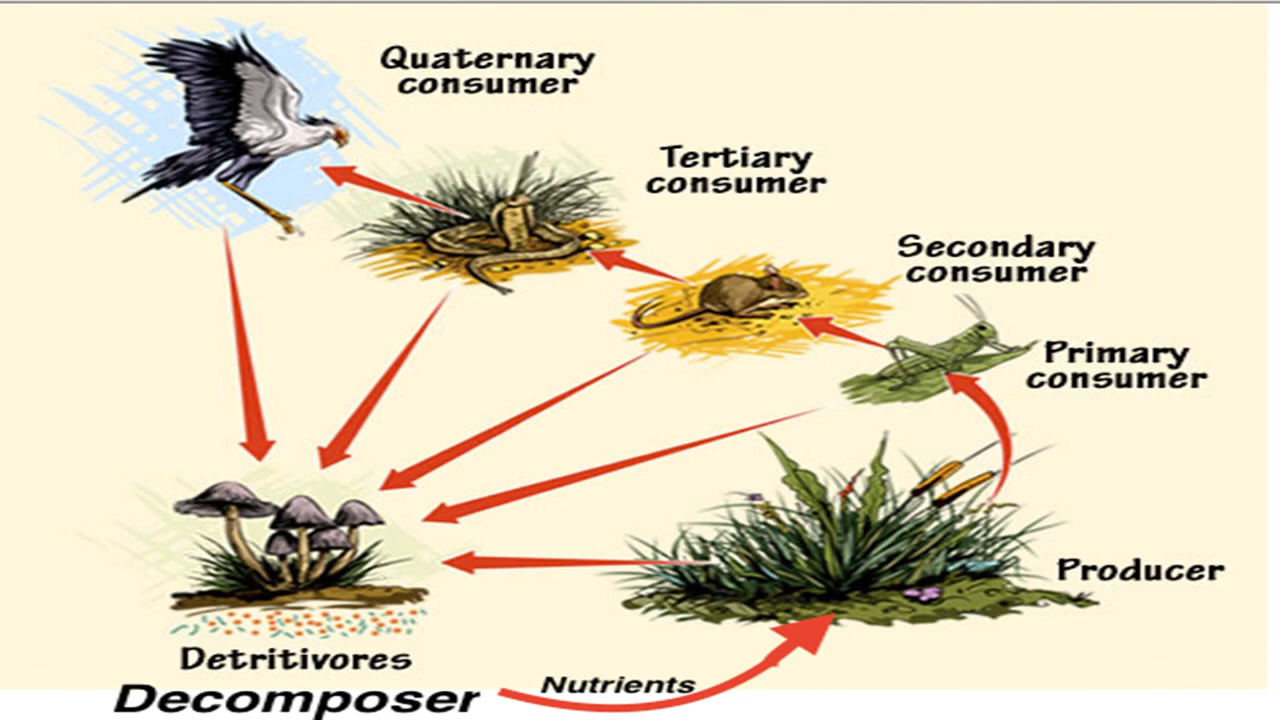 Quaternary
consumer
Tertiary
consumer
Secondary
consumer
Primary
consumer
Producer
Detritivores
Decomposer
Nutrients